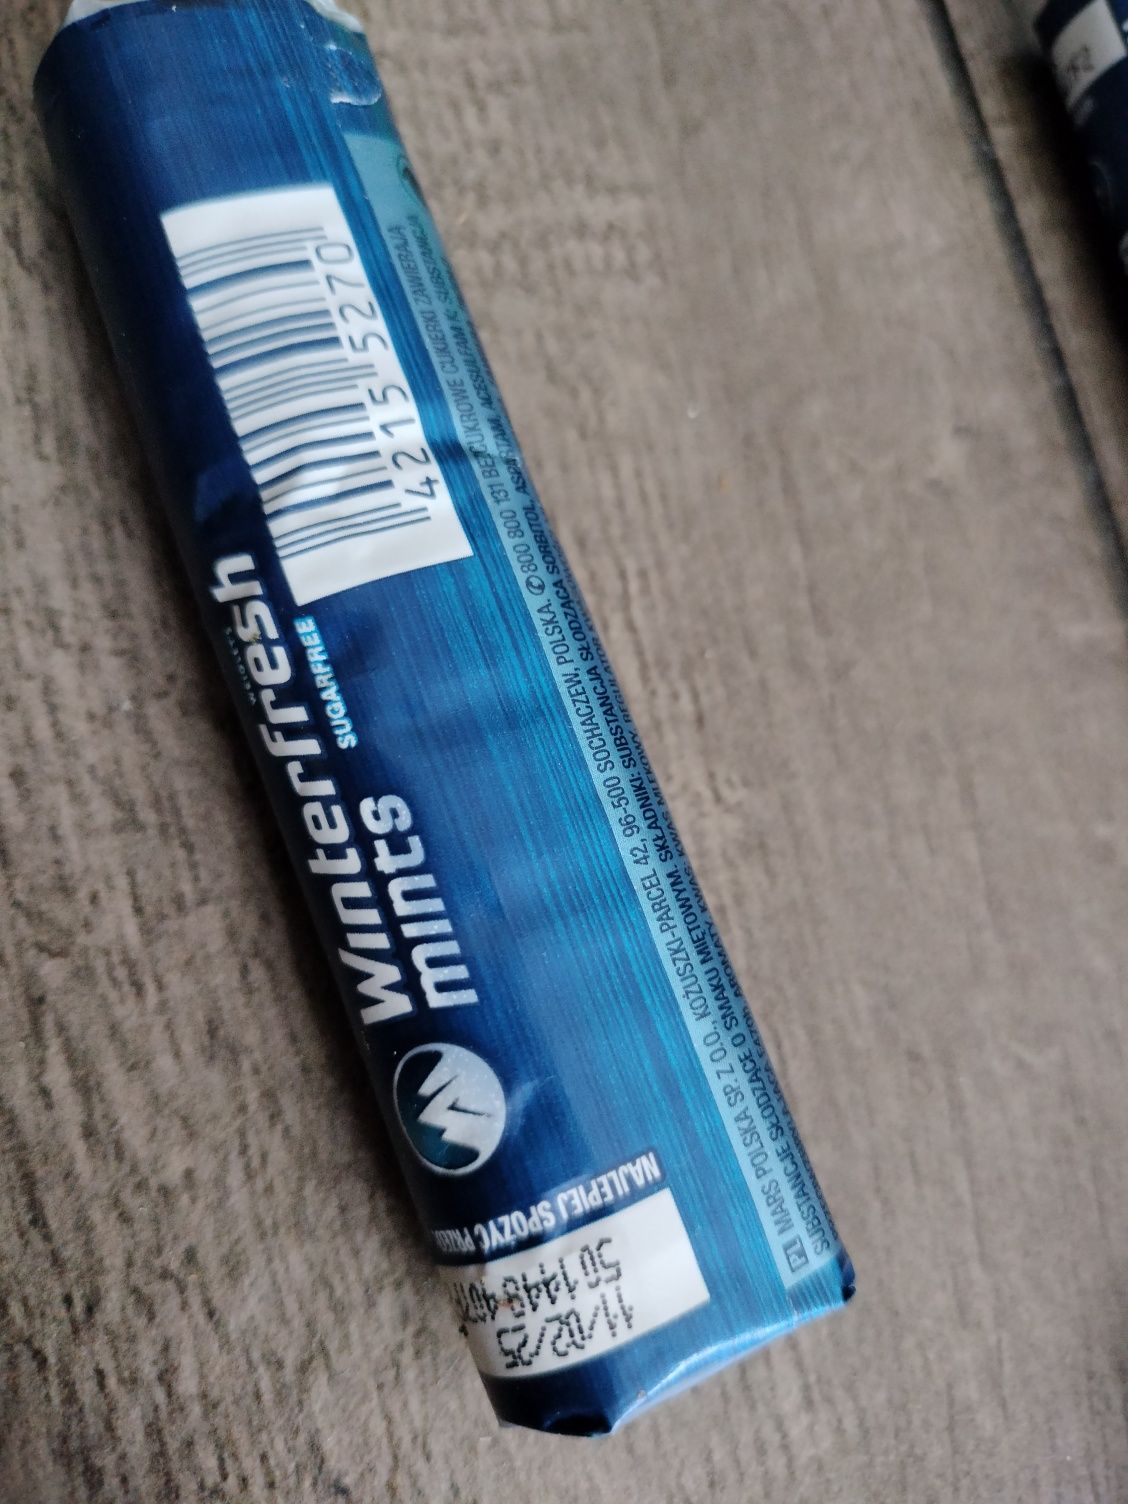 Winterfresh
mints
SUGARFREE
4215 5270
NAJLEPIEJ SPOŻYĆ PRZED
11/02/25
PL MARS POLSKA SP. Z O.O., KOŻUSZKI-PARCEL 42, 96-500 SOCHACZEW, POLSKA. ✆800 800 131 BEZCUKROWE CUKIERKI ZAWIERAJĄ
SUBSTANCJE SŁODZĄCE O SMAKU MIĘTOWYM. SKŁADNIKI: SUBSTANCJA SŁODZĄCA SORBITOL, ASPARTAM, ACESULFAM K; SUBSTANCJA